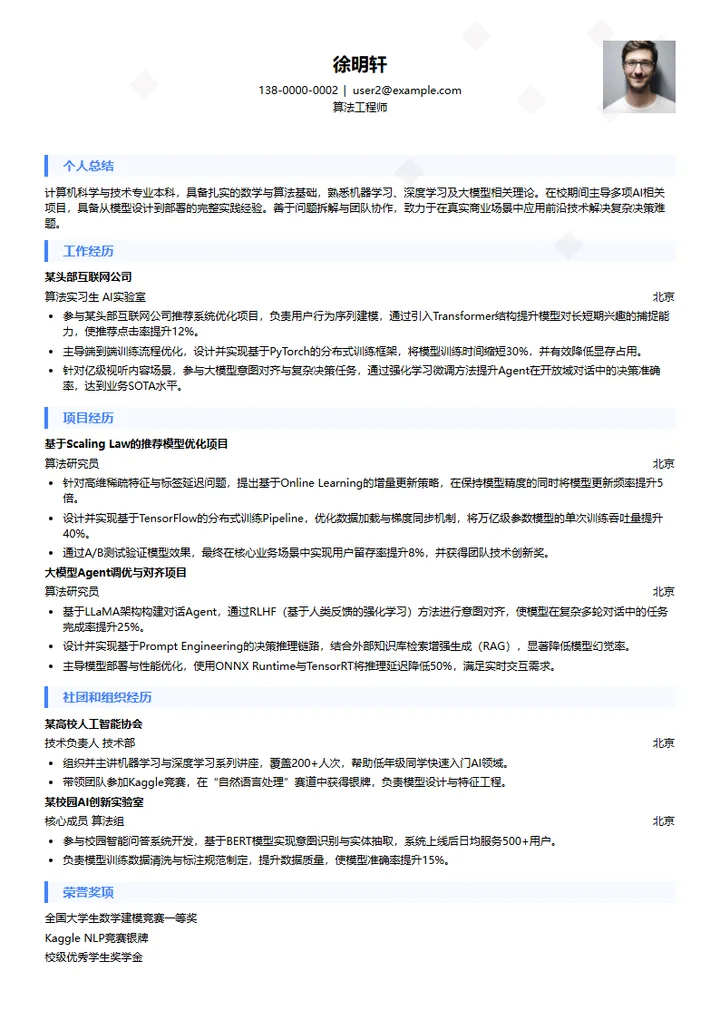 徐明轩
138-0000-0002 | user2@example.com
算法工程师
个人总结
计算机科学与技术专业本科，具备扎实的数学与算法基础，熟悉机器学习、深度学习及大模型相关理论。在校期间主导多项AI相关
项目，具备从模型设计到部署的完整实践经验。善于问题拆解与团队协作，致力于在真实商业场景中应用前沿技术解决复杂决策难
题。
工作经历
某头部互联网公司
算法实习生 AI实验室 北京
• 参与某头部互联网公司推荐系统优化项目，负责用户行为序列建模，通过引入Transformer结构提升模型对长短期兴趣的捕捉能
力，使推荐点击率提升12%。
• 主导端到端训练流程优化，设计并实现基于PyTorch的分布式训练框架，将模型训练时间缩短30%，并有效降低显存占用。
• 针对亿级视听内容场景，参与大模型意图对齐与复杂决策任务，通过强化学习微调方法提升Agent在开放域对话中的决策准确
率，达到业务SOTA水平。
项目经历
基于Scaling Law的推荐模型优化项目
算法研究员 北京
• 针对高维稀疏特征与标签延迟问题，提出基于Online Learning的增量更新策略，在保持模型精度的同时将模型更新频率提升5
倍。
• 设计并实现基于TensorFlow的分布式训练Pipeline，优化数据加载与梯度同步机制，将万亿级参数模型的单次训练吞吐量提升
40%。
• 通过A/B测试验证模型效果，最终在核心业务场景中实现用户留存率提升8%，并获得团队技术创新奖。
大模型Agent调优与对齐项目
算法研究员 北京
• 基于LLaMA架构构建对话Agent，通过RLHF（基于人类反馈的强化学习）方法进行意图对齐，使模型在复杂多轮对话中的任务
完成率提升25%。
• 设计并实现基于Prompt Engineering的决策推理链路，结合外部知识库检索增强生成（RAG），显著降低模型幻觉率。
• 主导模型部署与性能优化，使用ONNX Runtime与TensorRT将推理延迟降低50%，满足实时交互需求。
社团和组织经历
某高校人工智能协会
技术负责人 技术部 北京
• 组织并主讲机器学习与深度学习系列讲座，覆盖200+人次，帮助低年级同学快速入门AI领域。
• 带领团队参加Kaggle竞赛，在“自然语言处理”赛道中获得银牌，负责模型设计与特征工程。
某校园AI创新实验室
核心成员 算法组 北京
• 参与校园智能问答系统开发，基于BERT模型实现意图识别与实体抽取，系统上线后日均服务500+用户。
• 负责模型训练数据清洗与标注规范制定，提升数据质量，使模型准确率提升15%。
荣誉奖项
全国大学生数学建模竞赛一等奖
Kaggle NLP竞赛银牌
校级优秀学生奖学金